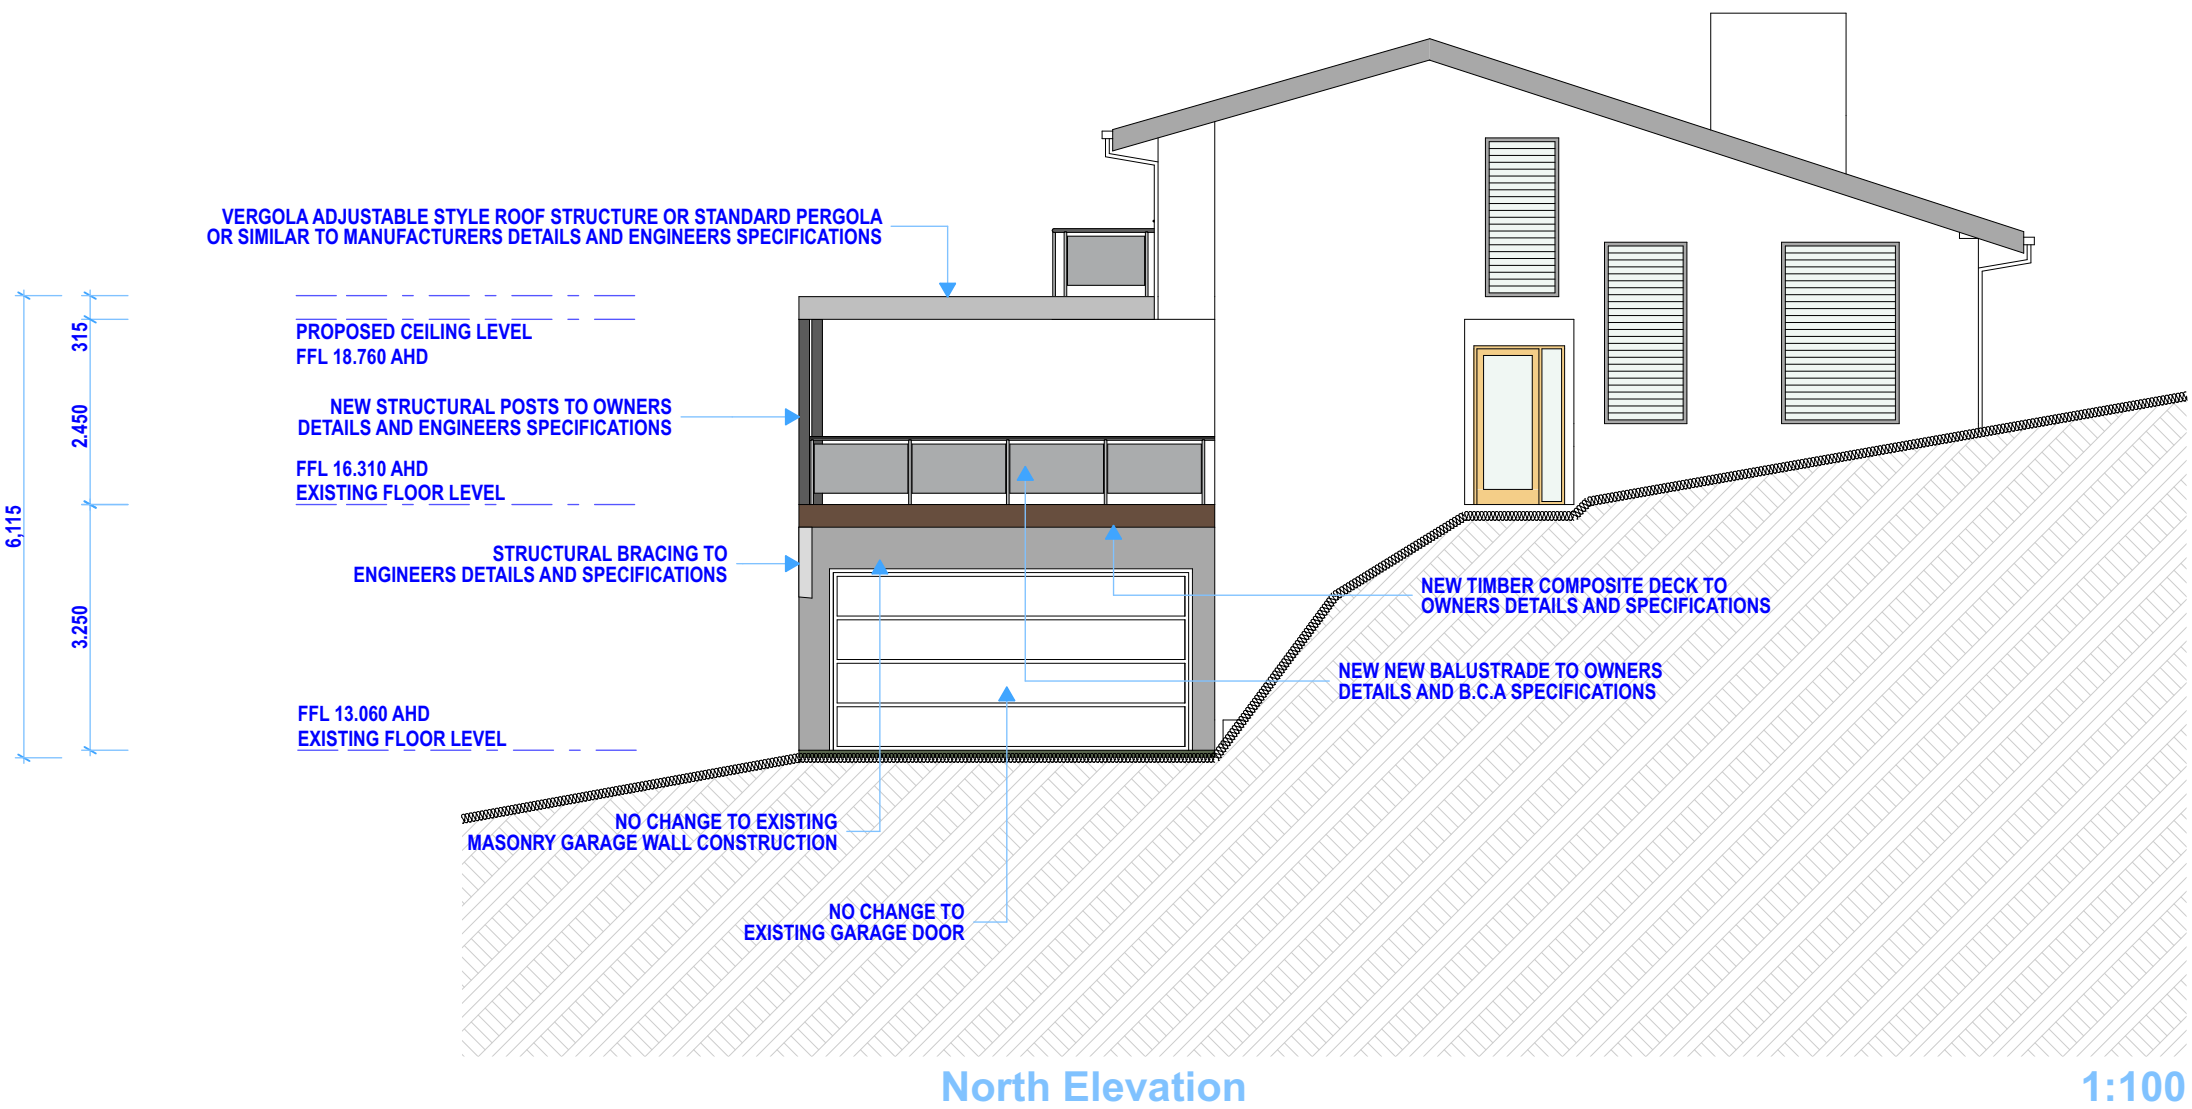 VERGOLA ADJUSTABLE STYLE ROOF STRUCTURE OR STANDARD PERGOLA
OR SIMILAR TO MANUFACTURERS DETAILS AND ENGINEERS SPECIFICATIONS
315
PROPOSED CEILING LEVEL
FFL 18.760 AHD
2.450
NEW STRUCTURAL POSTS TO OWNERS
DETAILS AND ENGINEERS SPECIFICATIONS
FFL 16.310 AHD
EXISTING FLOOR LEVEL
6,115
STRUCTURAL BRACING TO
ENGINEERS DETAILS AND SPECIFICATIONS
NEW TIMBER COMPOSITE DECK TO
OWNERS DETAILS AND SPECIFICATIONS
3.250
NEW NEW BALUSTRADE TO OWNERS
DETAILS AND B.C.A SPECIFICATIONS
FFL 13.060 AHD
EXISTING FLOOR LEVEL
NO CHANGE TO EXISTING
MASONRY GARAGE WALL CONSTRUCTION
NO CHANGE TO
EXISTING GARAGE DOOR
North Elevation
1:100